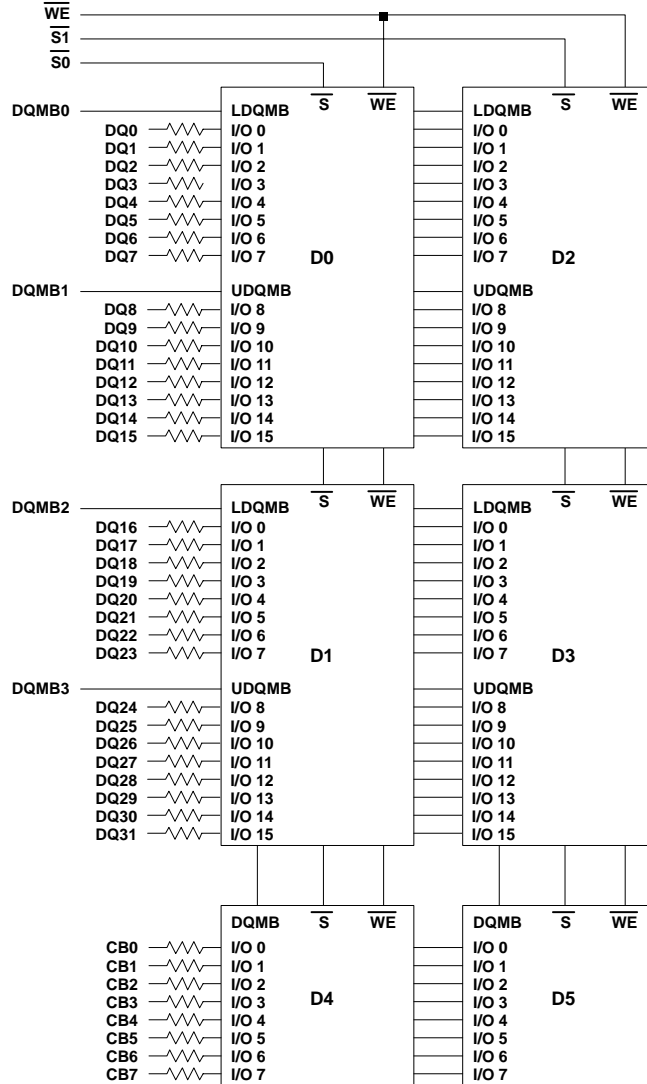 WE
S1
S0
DQMB0 LDQMB S WE LDQMB S WE
DQ0 I/O 0 I/O 0
DQ1 I/O 1 I/O 1
DQ2 I/O 2 I/O 2
DQ3 I/O 3 I/O 3
DQ4 I/O 4 I/O 4
DQ5 I/O 5 I/O 5
DQ6 I/O 6 I/O 6
DQ7 I/O 7 D0 I/O 7 D2
DQMB1 UDQMB UDQMB
DQ8 I/O 8 I/O 8
DQ9 I/O 9 I/O 9
DQ10 I/O 10 I/O 10
DQ11 I/O 11 I/O 11
DQ12 I/O 12 I/O 12
DQ13 I/O 13 I/O 13
DQ14 I/O 14 I/O 14
DQ15 I/O 15 I/O 15
DQMB2 LDQMB S WE LDQMB S WE
DQ16 I/O 0 I/O 0
DQ17 I/O 1 I/O 1
DQ18 I/O 2 I/O 2
DQ19 I/O 3 I/O 3
DQ20 I/O 4 I/O 4
DQ21 I/O 5 I/O 5
DQ22 I/O 6 I/O 6
DQ23 I/O 7 D1 I/O 7 D3
DQMB3 UDQMB UDQMB
DQ24 I/O 8 I/O 8
DQ25 I/O 9 I/O 9
DQ26 I/O 10 I/O 10
DQ27 I/O 11 I/O 11
DQ28 I/O 12 I/O 12
DQ29 I/O 13 I/O 13
DQ30 I/O 14 I/O 14
DQ31 I/O 15 I/O 15
DQMB S WE DQMB S WE
CB0 I/O 0 I/O 0
CB1 I/O 1 I/O 1
CB2 I/O 2 I/O 2
CB3 I/O 3 D4 I/O 3 D5
CB4 I/O 4 I/O 4
CB5 I/O 5 I/O 5
CB6 I/O 6 I/O 6
CB7 I/O 7 I/O 7